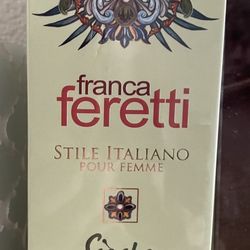 franca
feretti
STILE ITALIANO
POUR FEMME